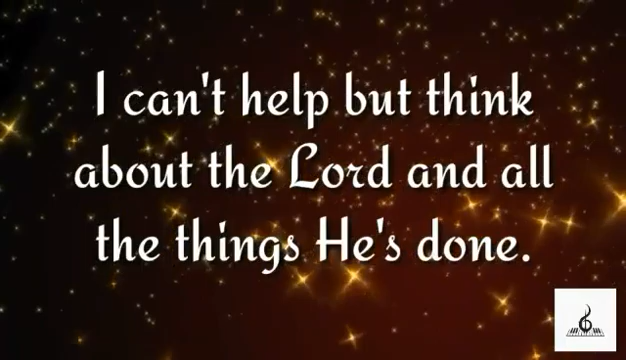 I can't help but think
about the Lord and all
the things He's done.